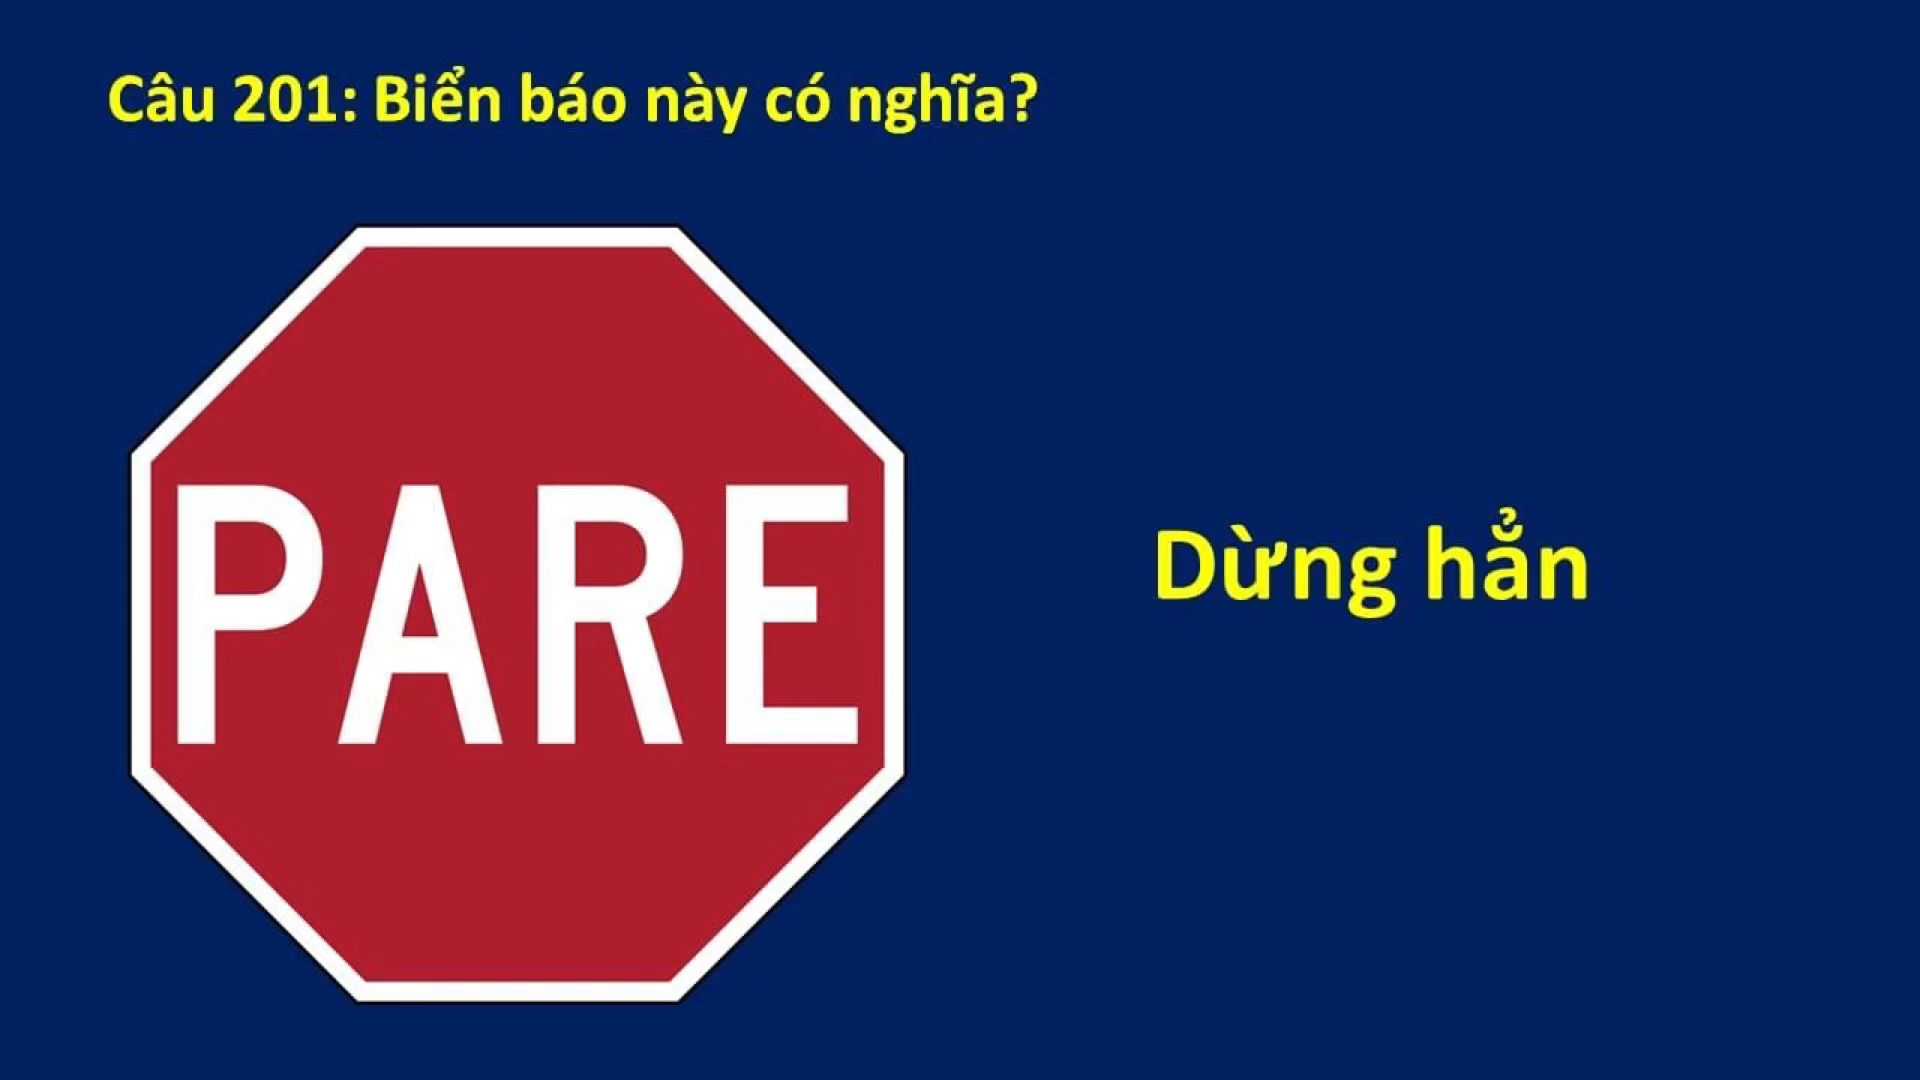 Câu 201: Biển báo này có nghĩa?
PARE
Dừng hẳn